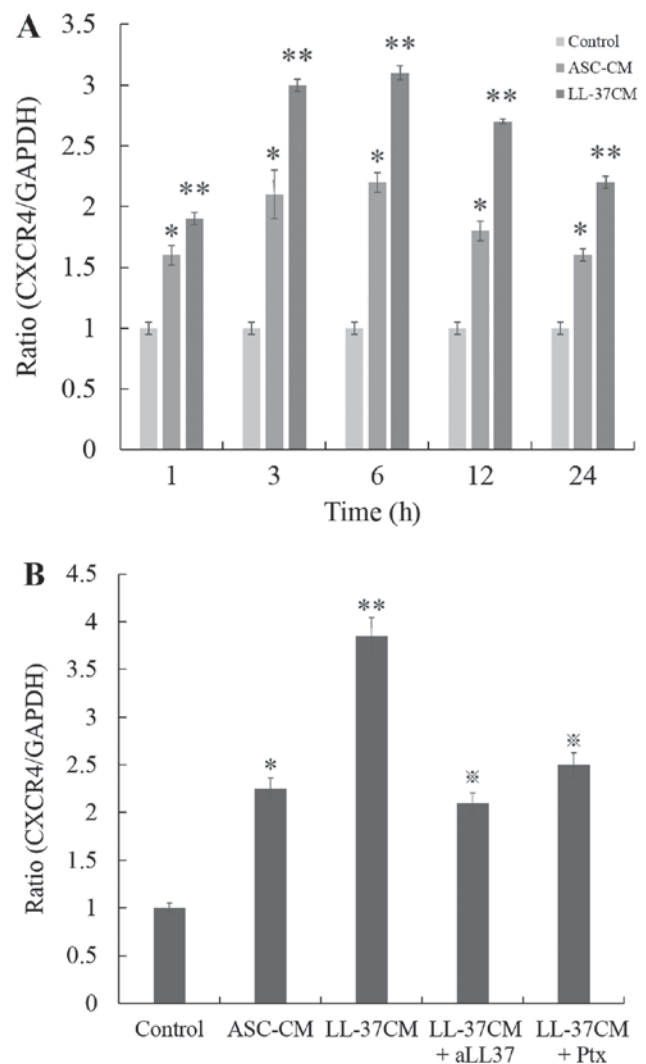 A
3.5
3
2.5
2
1.5
1
0.5
0
Ratio (CXCR4/GAPDH)
Control
ASC-CM
LL-37CM
* ** * ** * ** * ** * **
1 3 6 12 24
Time (h)
B
4.5
4
3.5
3
2.5
2
1.5
1
0.5
0
Ratio (CXCR4/GAPDH)
* ** ※ ※
Control ASC-CM LL-37CM LL-37CM LL-37CM
+ aLL37 + Ptx